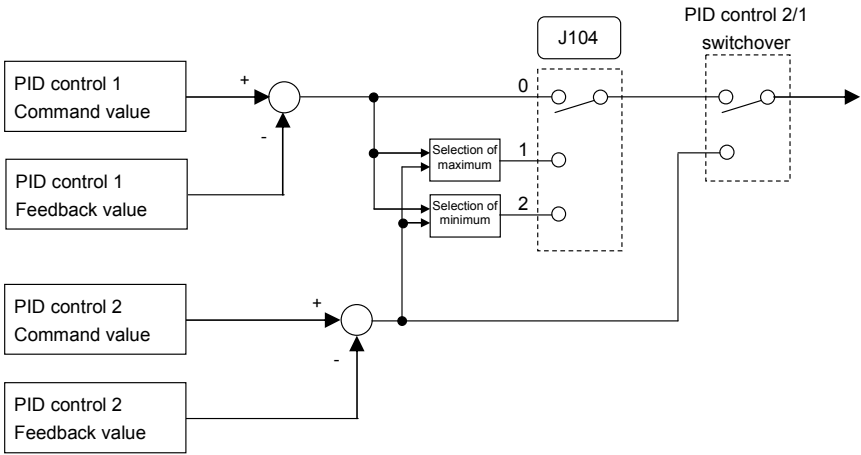 PID control 2/1
switchover
J104
PID control 1
Command value
+
-
0
PID control 1
Feedback value
Selection of
maximum
1
Selection of
minimum
2
PID control 2
Command value
+
-
PID control 2
Feedback value